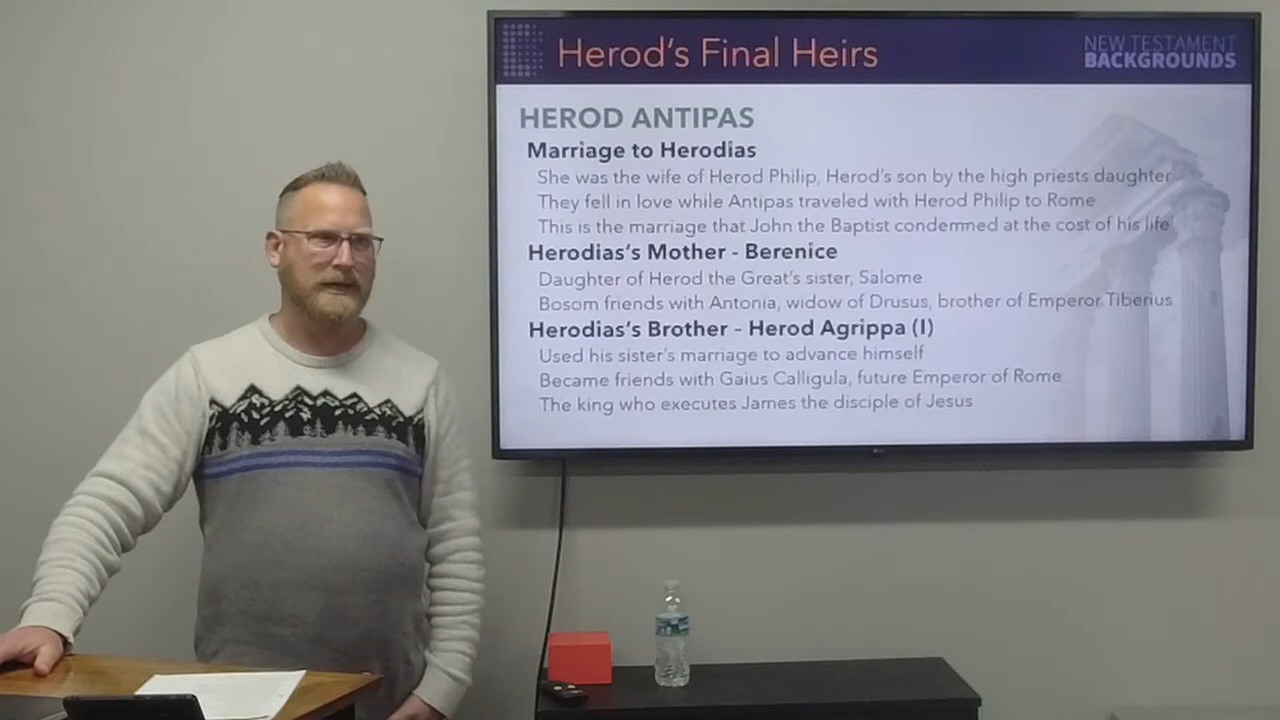 Herod's Final Heirs
NEW TESTAMENT
BACKGROUNDS
HEROD ANTIPAS
Marriage to Herodias
She was the wife of Herod Philip, Herod's son by the high priests daughter
They fell in love while Antipas traveled with Herod Philip to Rome
This is the marriage that John the Baptist condemned at the cost of his life
Herodias's Mother - Berenice
Daughter of Herod the Great's sister, Salome
Bosom friends with Antonia, widow of Drusus, brother of Emperor Tiberius
Herodias's Brother - Herod Agrippa (I)
Used his sister's marriage to advance himself
Became friends with Gaius Calligula, future Emperor of Rome
The king who executes James the disciple of Jesus